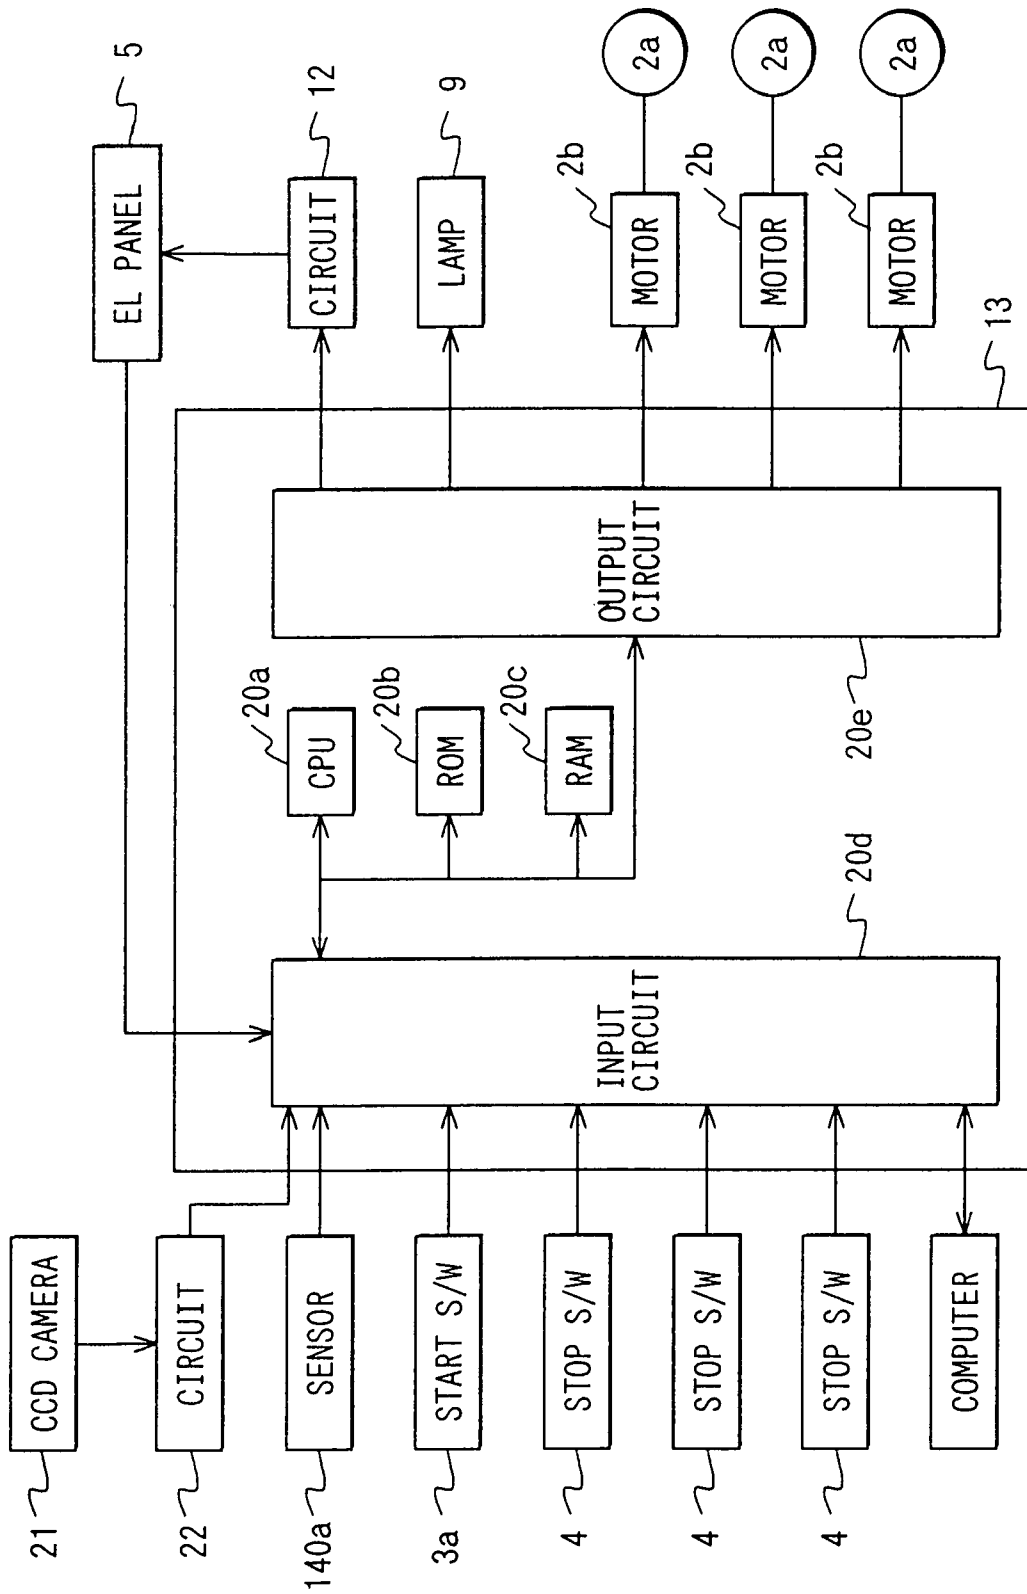 21
CCD CAMERA
22
CIRCUIT
140a
SENSOR
3a
START S/W
4
STOP S/W
4
STOP S/W
4
STOP S/W
COMPUTER
INPUT
CIRCUIT
20d
CPU
20a
ROM
20b
RAM
20c
OUTPUT
CIRCUIT
20e
13
EL PANEL
5
CIRCUIT
12
LAMP
9
MOTOR
2b
2a
MOTOR
2b
2a
MOTOR
2b
2a